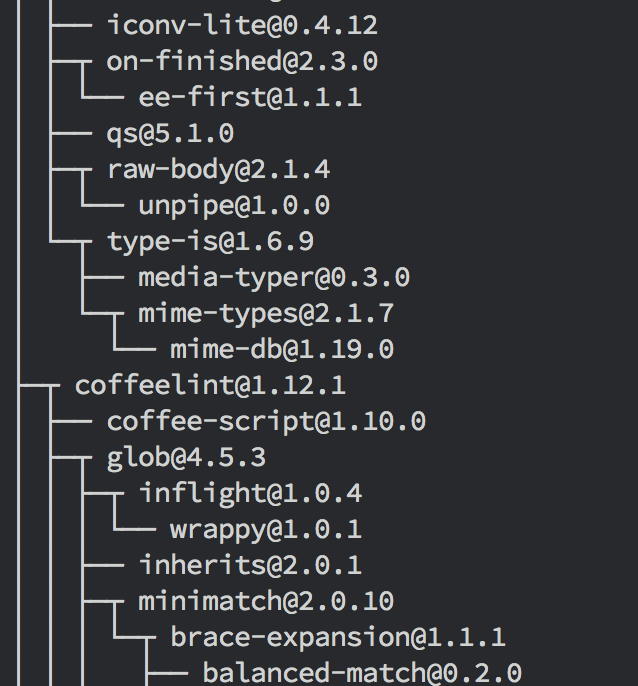 iconv-lite@0.4.12
on-finished@2.3.0
ee-first@1.1.1
qs@5.1.0
raw-body@2.1.4
unpipe@1.0.0
type-is@1.6.9
media-typer@0.3.0
mime-types@2.1.7
mime-db@1.19.0
coffeelint@1.12.1
coffee-script@1.10.0
glob@4.5.3
inflight@1.0.4
wrappy@1.0.1
inherits@2.0.1
minimatch@2.0.10
brace-expansion@1.1.1
balanced-match@0.2.0